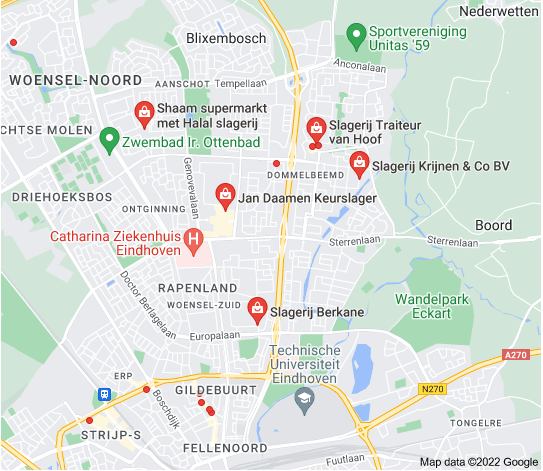 Nederwetten
Sportvereniging
Unitas '59
Blixembosch
Anconalaan
WOENSEL-NOORD
AANSCHOT
Tempellaan
Shaam supermarkt
met Halal slagerij
Slagerij Traiteur
van Hoof
CHTSE MOLEN
Zwembad Ir. Ottenbad
Slagerij Krijnen & Co BV
DOMMELBEEMD
Genovevalaan
DRIEHOEKSBOS
Jan Daamen Keurslager
ONTGINNING
Boord
Catharina Ziekenhuis
Eindhoven
Sterrenlaan
Sterrenlaan
Doctor Berlagelaan
RAPENLAND
WOENSEL-ZUID
Wandelpark
Eckart
Slagerij Berkane
Europalaan
Technische
Universiteit
Eindhoven
A270
ERP
GILDEBUURT
N270
Boschdijk
TONGELRE
STRIJP-S
FELLENOORD
Fuutlaan
Map data ©2022 Google